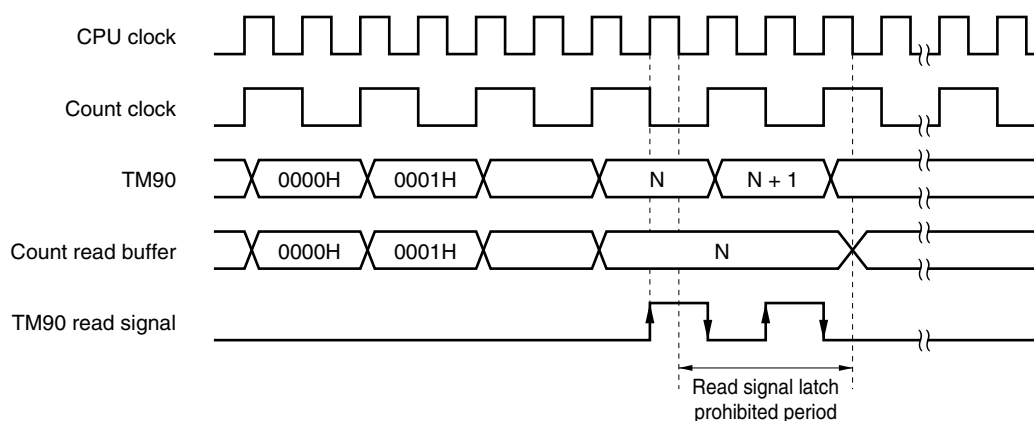 CPU clock
Count clock
TM90
0000H
0001H
N
N + 1
Count read buffer
0000H
0001H
N
TM90 read signal
Read signal latch
prohibited period